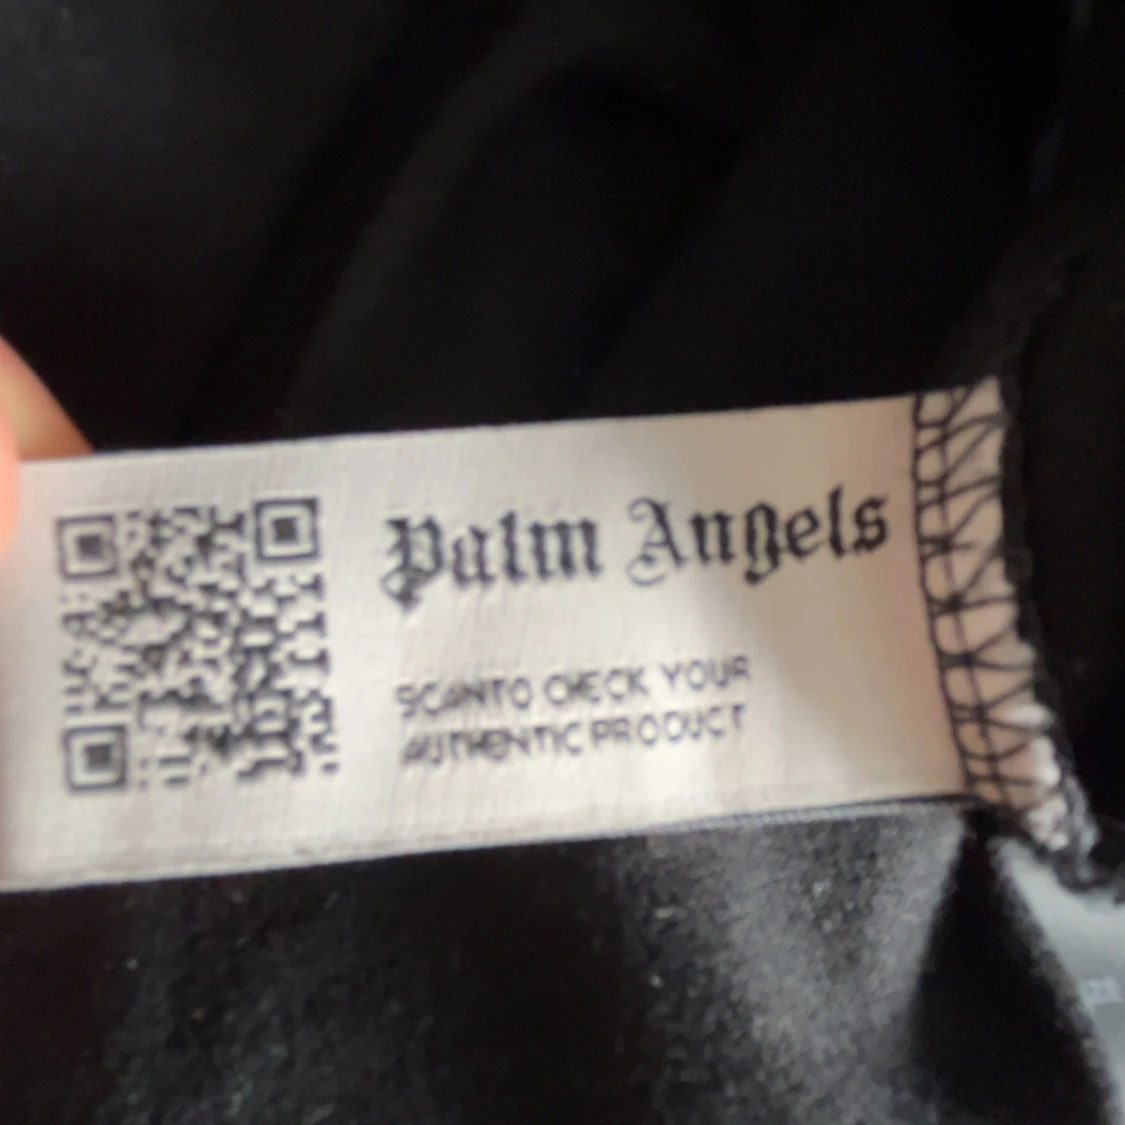 Palm Angels
SCANTO CHECK YOUR
AUTHENTIC PRODUCT